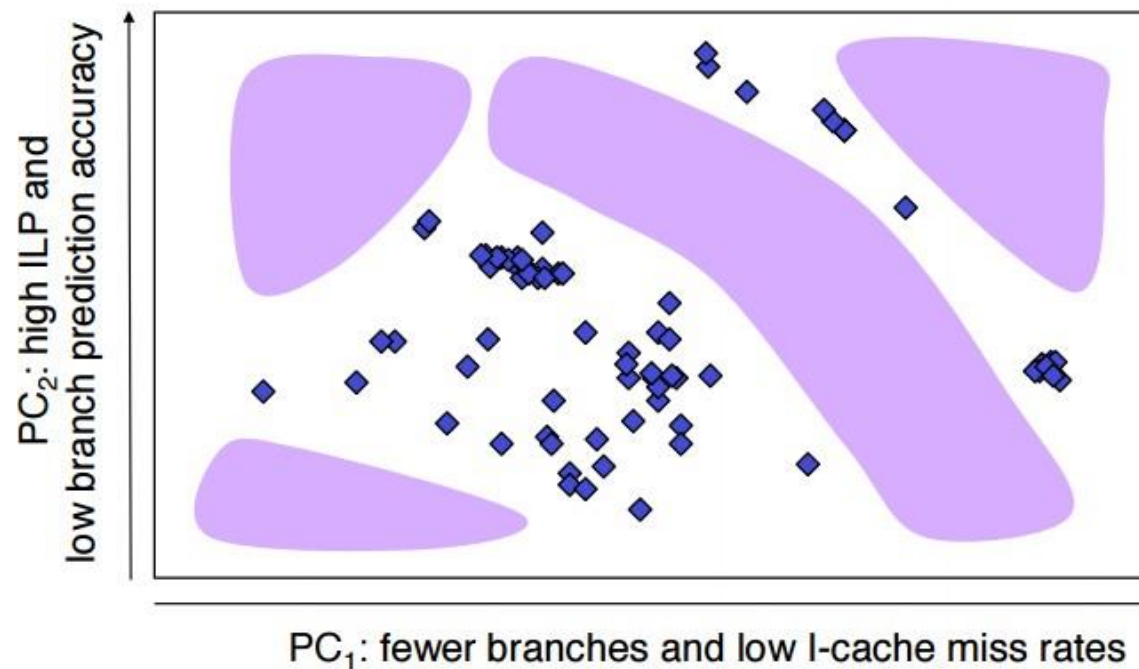 PC₂: high ILP and
low branch prediction accuracy
PC₁: fewer branches and low I-cache miss rates